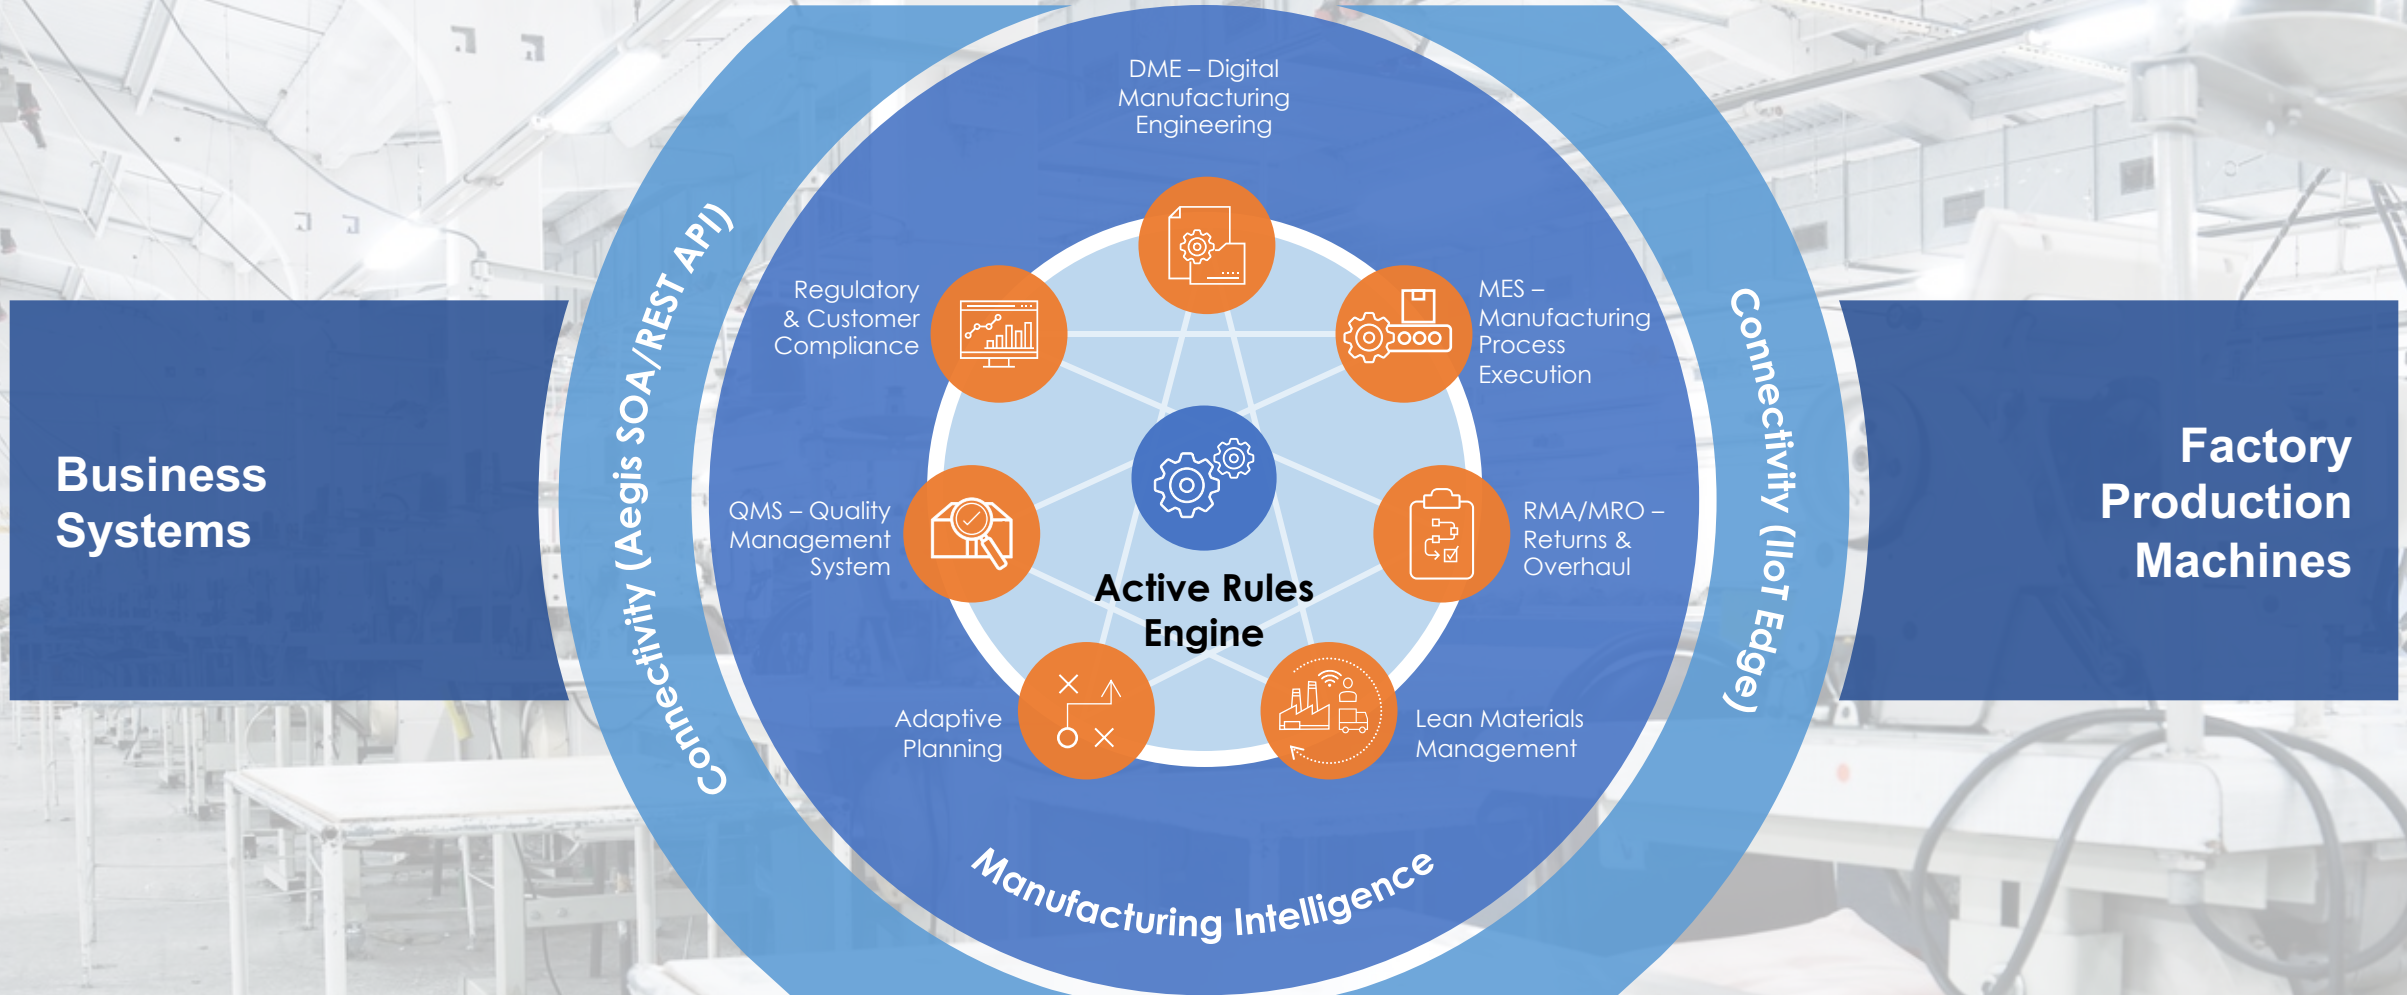 DME – Digital
Manufacturing
Engineering
Regulatory
& Customer
Compliance
MES –
Manufacturing
Process
Execution
Connectivity (Aegis SOA/REST API)
Connectivity (IIoT Edge)
Business
Systems
Factory
Production
Machines
QMS – Quality
Management
System
RMA/MRO –
Returns &
Overhaul
Active Rules
Engine
Adaptive
Planning
Lean Materials
Management
Manufacturing Intelligence